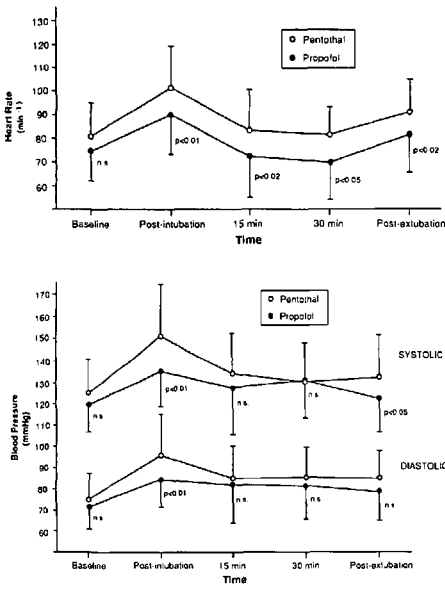 130
120
110
100
90
80
70
60
Heart Rate
(min⁻¹)
Pentothal
Propofol
n s
p<0.01
p<0.02
p<0.05
p<0.02
Baseline Post-intubation 15 min 30 min Post-extubation
Time
170
160
150
140
130
120
110
100
90
80
70
60
Blood Pressure
(mmHg)
Pentothal
Propofol
SYSTOLIC
n s.
p<0.01
n s.
n s.
p<0.05
DIASTOLIC
n s.
p<0.01
n s.
n s.
n s
Baseline Post-intubation 15 min 30 min Post-extubation
Time